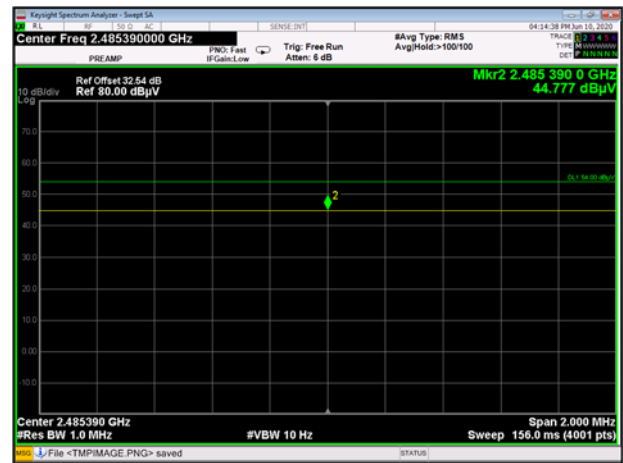 Keysight Spectrum Analyzer - Swept SA
RL RF 50 Ω AC SENSE:INT 04:14:38 PM Jun 10, 2020
Center Freq 2.485390000 GHz #Avg Type: RMS TRACE 1 2 3 4 5 6
PNO: Fast Trig: Free Run Avg|Hold:>100/100 TYPE M WWWWW
PREAMP IFGain:Low Atten: 6 dB DET P N N N N N
Mkr2 2.485 390 0 GHz
Ref Offset 32.54 dB
10 dB/div Ref 80.00 dBµV 44.777 dBµV
Log
70.0
60.0
DL1 54.00 dBµV
50.0
2
40.0
30.0
20.0
10.0
0.00
-10.0
Center 2.485390 GHz Span 2.000 MHz
#Res BW 1.0 MHz #VBW 10 Hz Sweep 156.0 ms (4001 pts)
MSG File <TMPIMAGE.PNG> saved STATUS